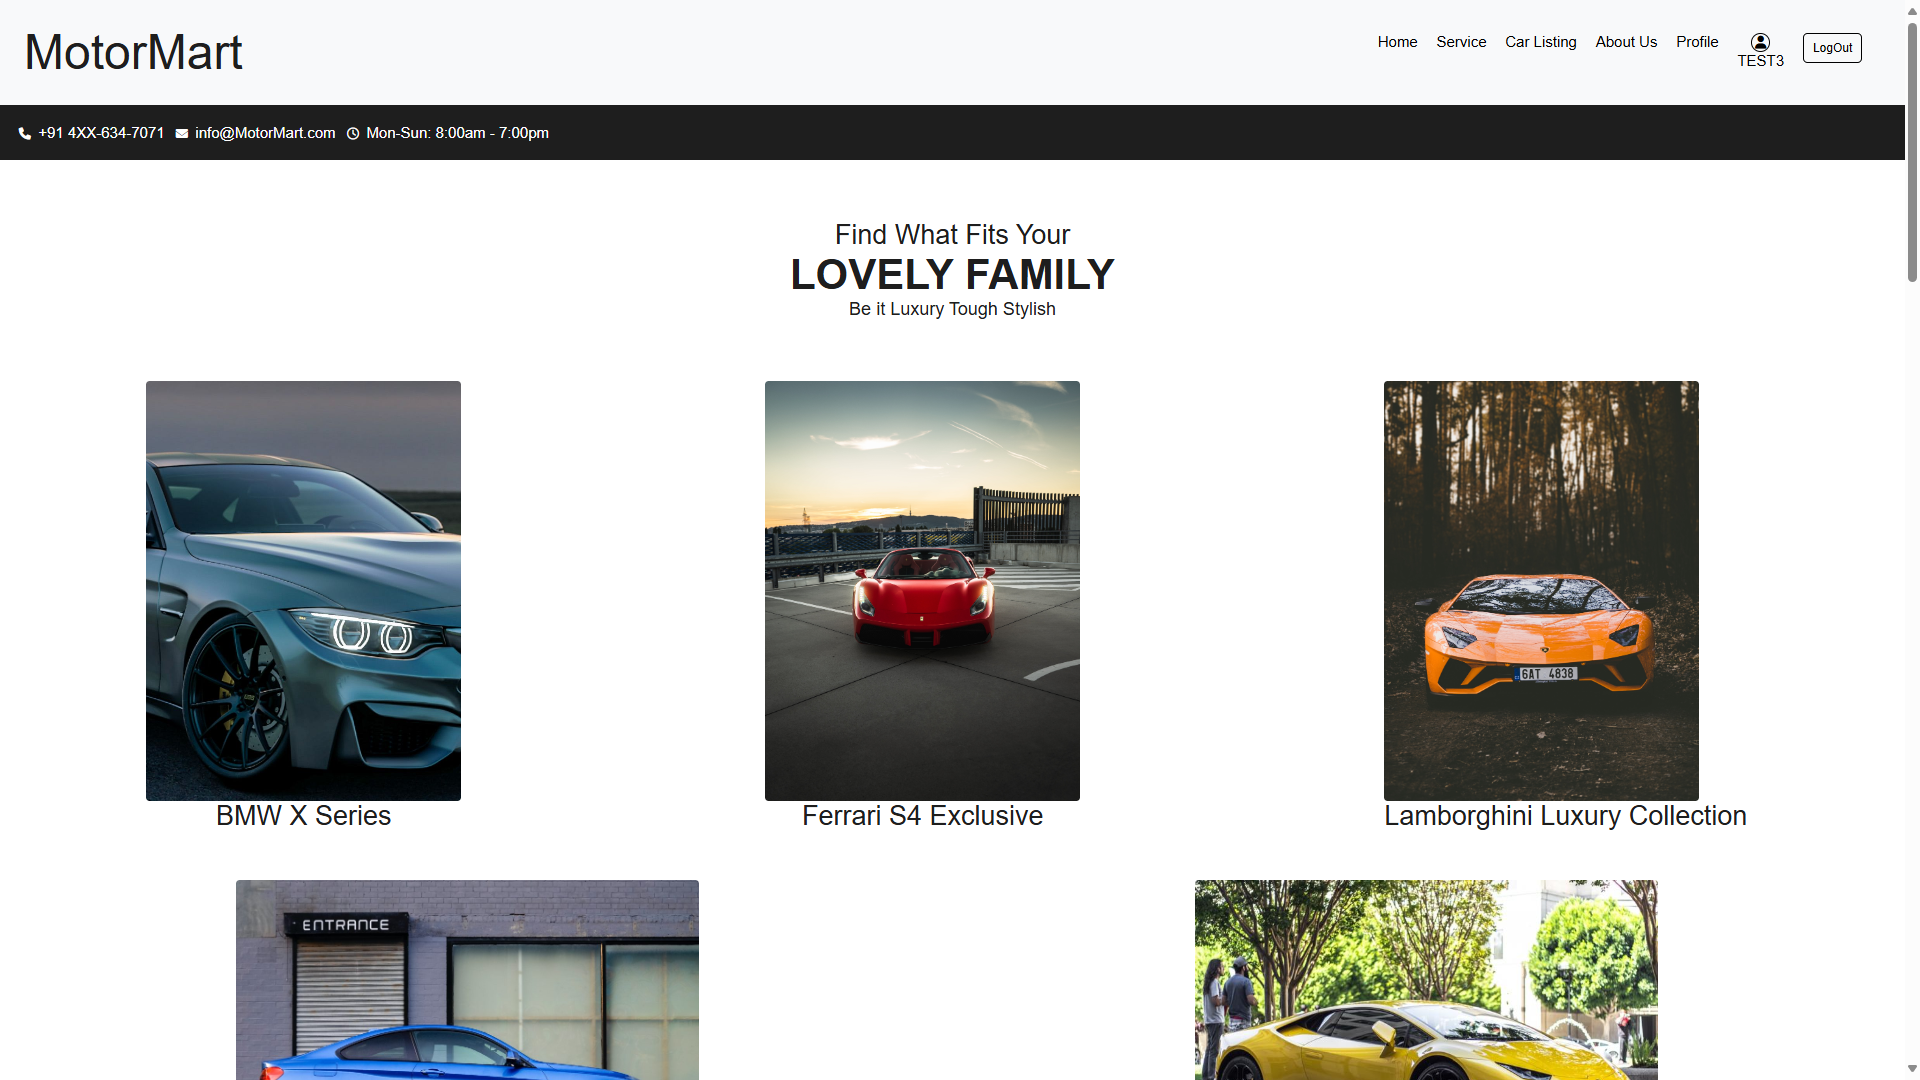 MotorMart
Home Service Car Listing About Us Profile TEST3 LogOut
+91 4XX-634-7071 info@MotorMart.com Mon-Sun: 8:00am - 7:00pm
Find What Fits Your
LOVELY FAMILY
Be it Luxury Tough Stylish
6AT 4838
BMW X Series
Ferrari S4 Exclusive
Lamborghini Luxury Collection
ENTRANCE